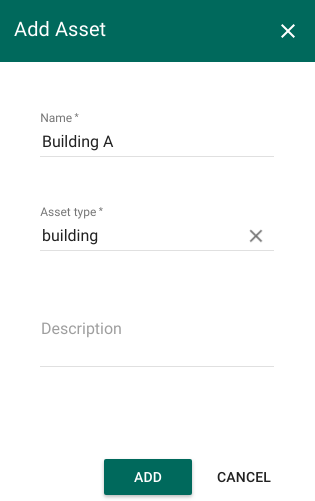 Add Asset
Name *
Building A
Asset type *
building
Description
ADD CANCEL